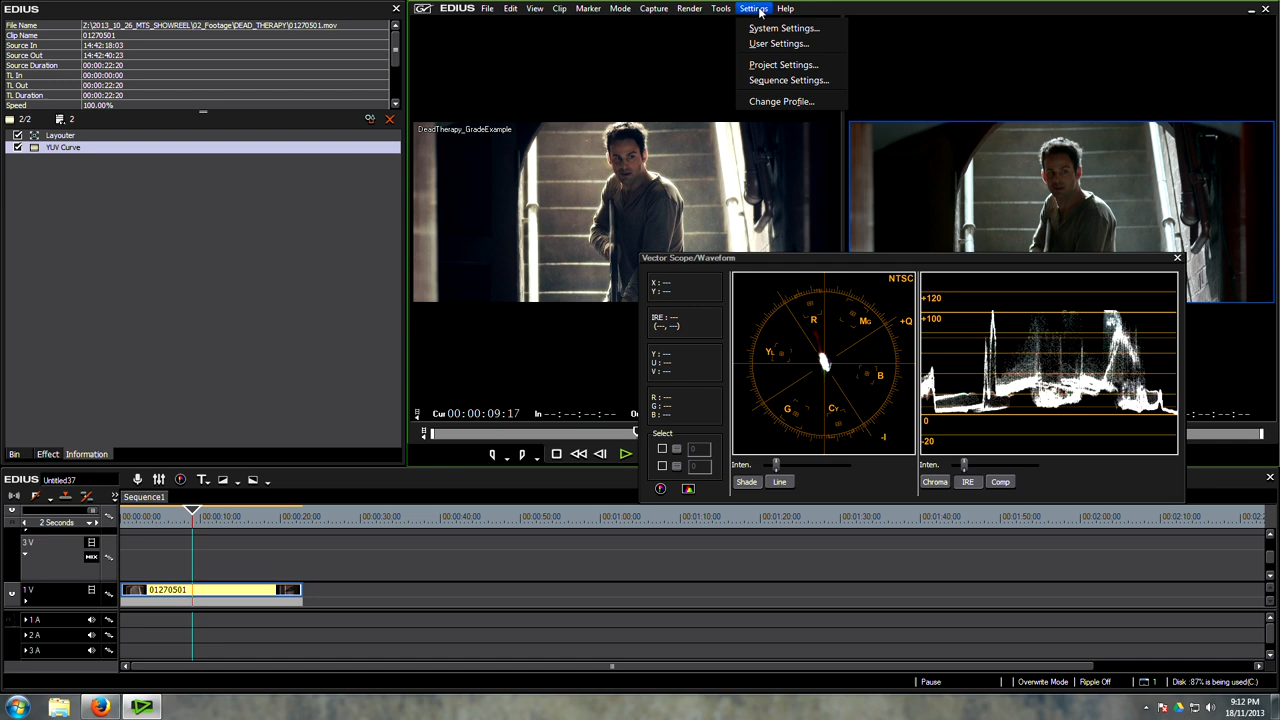 EDIUS
File Name Z:\2013_10_26_MTS_SHOWREEL\02_Footage\DEAD_THERAPY\01270501.mov
Clip Name 01270501
Source In 14:42:18:03
Source Out 14:42:40:23
Source Duration 00:00:22:20
TL In 00:00:00:00
TL Out 00:00:22:20
TL Duration 00:00:22:20
Speed 100.00%
2/2 2
Layouter
YUV Curve
Bin Effect Information
EDIUS File Edit View Clip Marker Mode Capture Render Tools Settings Help
System Settings...
User Settings...
Project Settings...
Sequence Settings...
Change Profile...
DeadTherapy_GradeExample
Cur 00:00:09:17 In --:--:--:--
Vector Scope/Waveform
X : ---
Y : ---
IRE : ---
(---, ---)
Y : ---
U : ---
V : ---
R : ---
G : ---
B : ---
Select
0
0
NTSC
R MG +Q
YL B
G CY -I
Inten.
Shade Line
+120
+100
0
-20
Inten.
Chroma IRE Comp
EDIUS Untitled37
Sequence1
2 Seconds
00:00:00:00 00:00:10:00 00:00:20:00 00:00:30:00 00:00:40:00 00:00:50:00 00:01:00:00 00:01:10:00 00:01:20:00 00:01:30:00 00:01:40:00 00:01:50:00 00:02:00:00 00:02:10:00
3 V
MIX
1 V
01270501
1 A
2 A
3 A
Pause Overwrite Mode Ripple Off 1 Disk :87% is being used(C:)
9:12 PM
18/11/2013